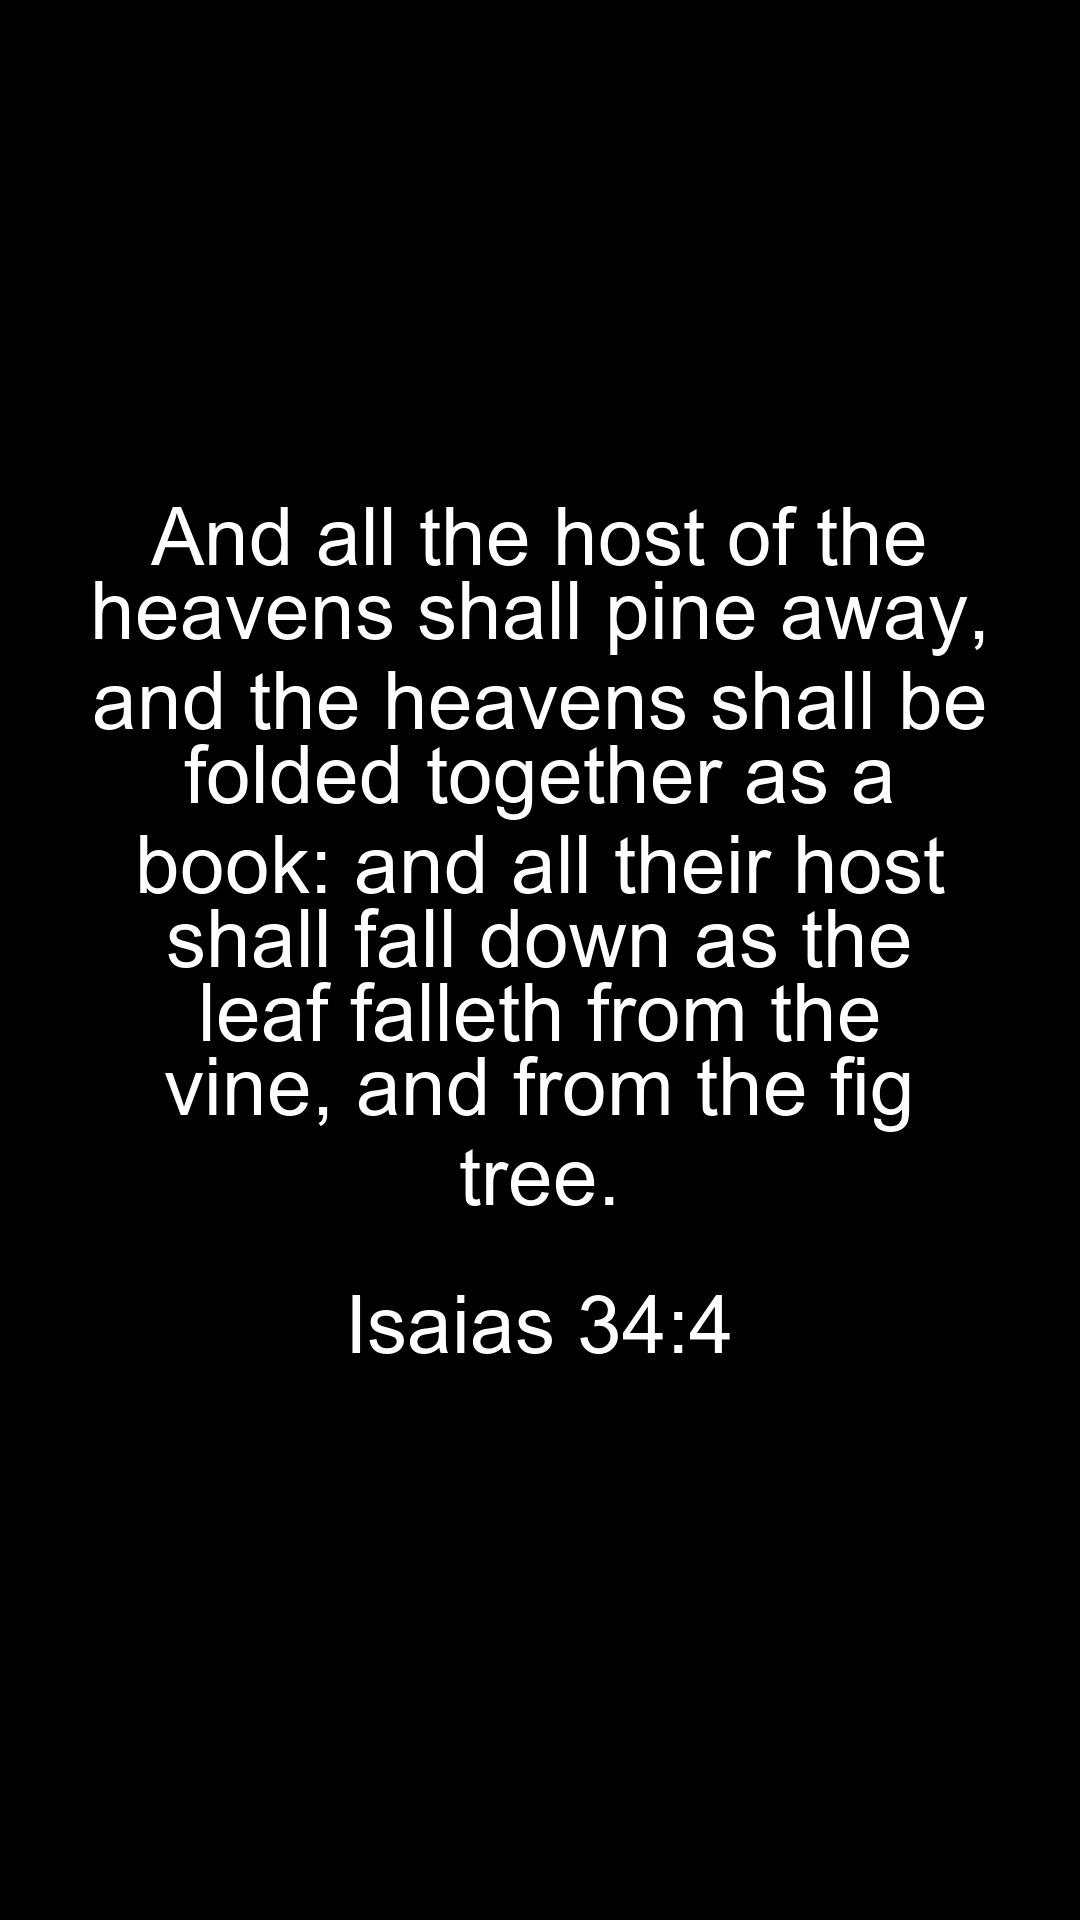 And all the host of the
heavens shall pine away,
and the heavens shall be
folded together as a
book: and all their host
shall fall down as the
leaf falleth from the
vine, and from the fig
tree.
Isaias 34:4